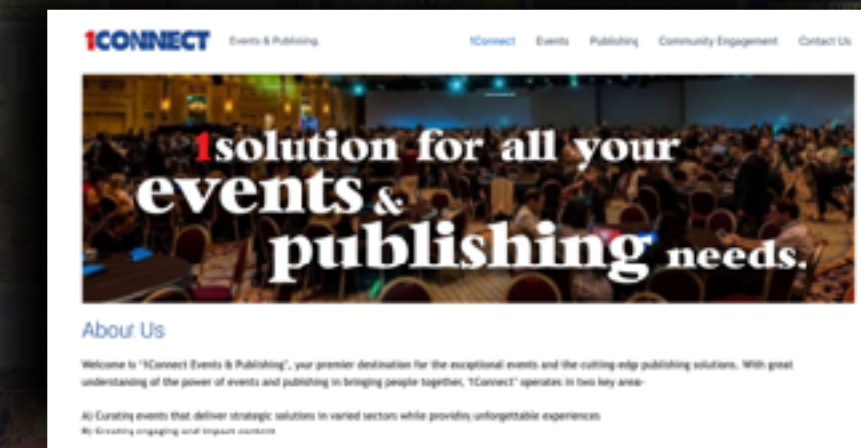 1CONNECT Events & Publishing.
1Connect Events Publishing Community Engagement Contact Us
1solution for all your
events &
publishing needs.
About Us
Welcome to "1Connect Events & Publishing", your premier destination for the exceptional events and the cutting-edge publishing solutions. With great
understanding of the power of events and publishing in bringing people together, "1Connect" operates in two key areas-
A) Curating events that deliver strategic solutions in varied sectors while providing unforgettable experiences
B) Creating engaging and impact content